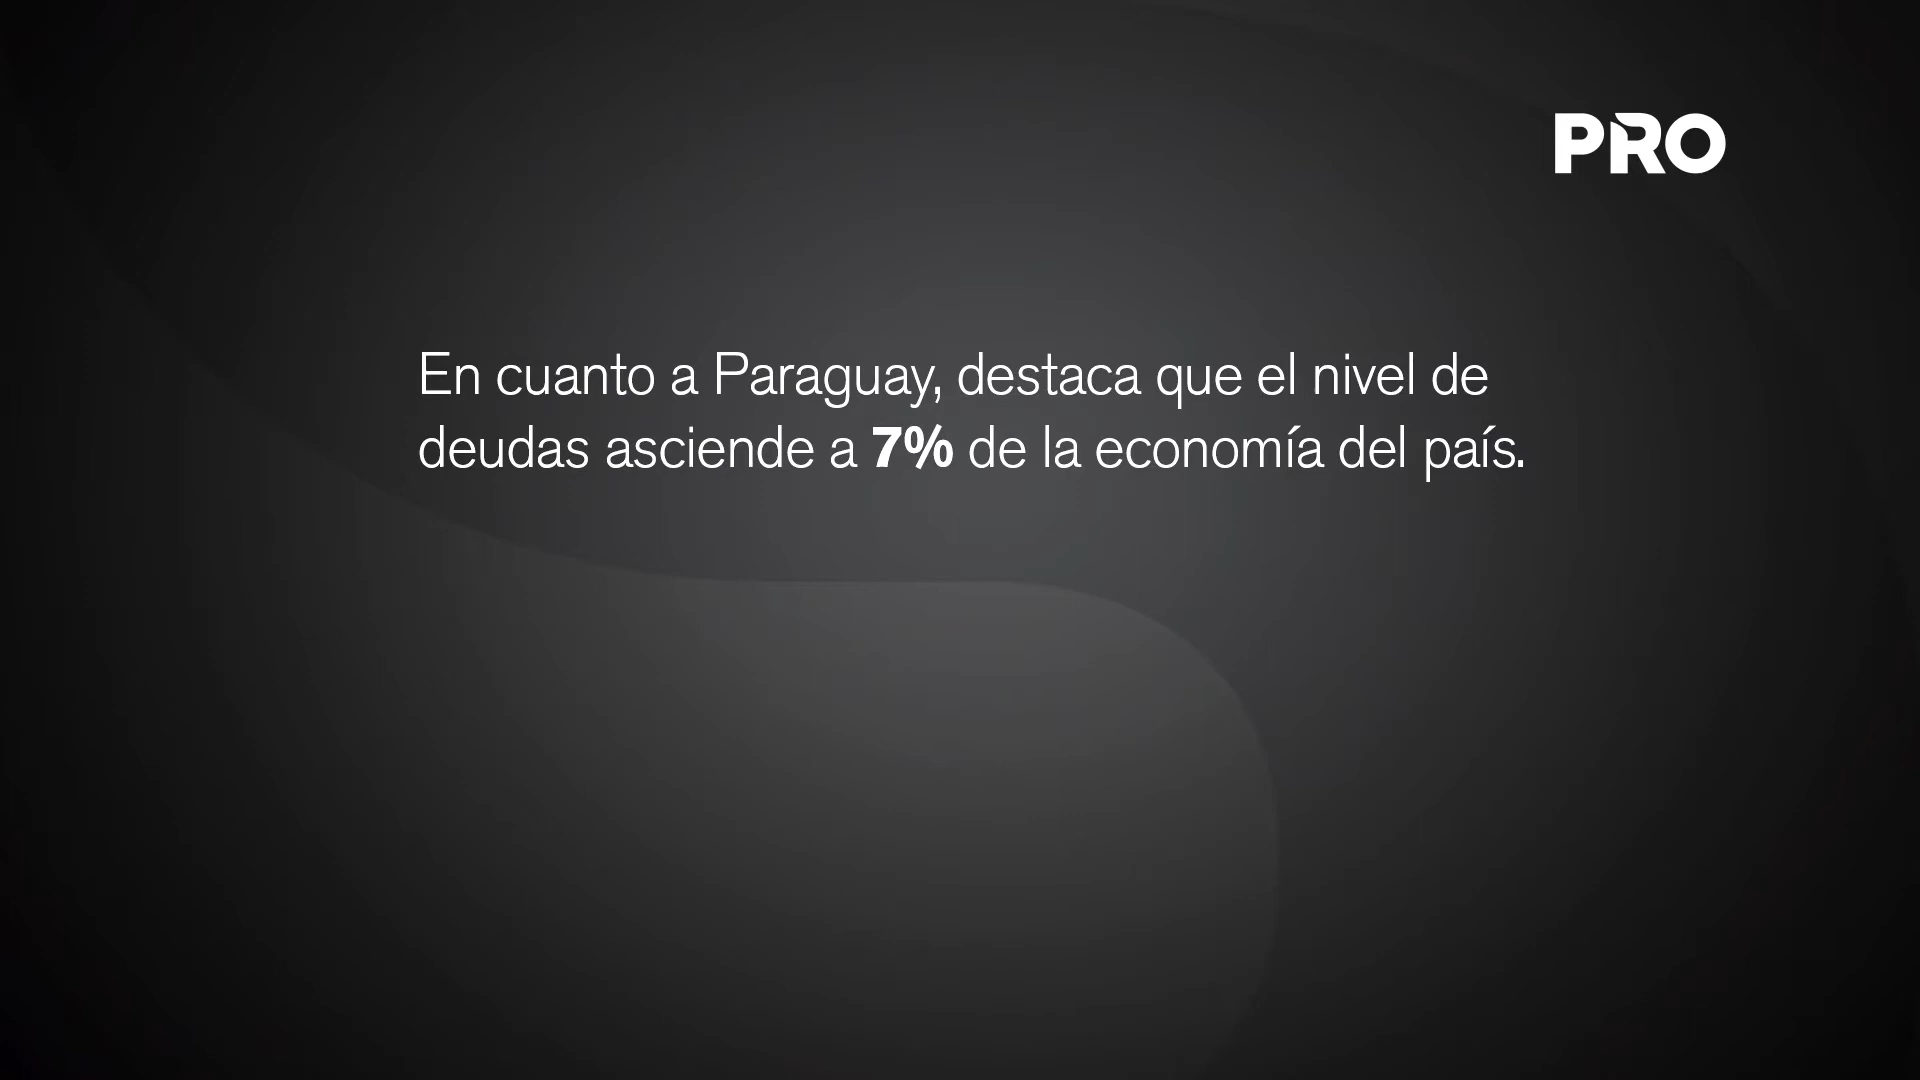 PRO
En cuanto a Paraguay, destaca que el nivel de
deudas asciende a 7% de la economía del país.